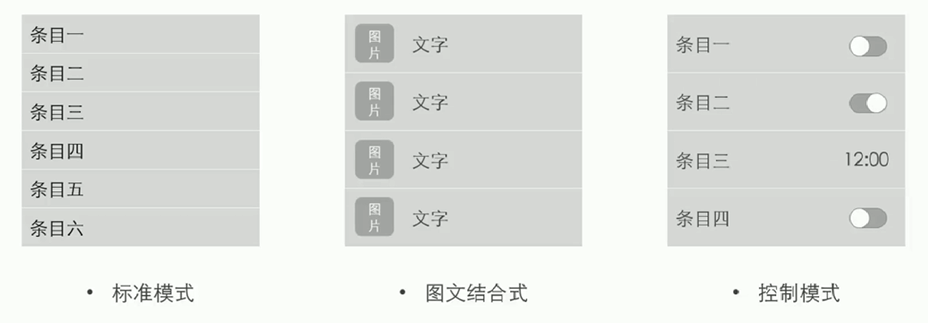 条目一
条目二
条目三
条目四
条目五
条目六
• 标准模式
图片 文字
图片 文字
图片 文字
图片 文字
• 图文结合式
条目一
条目二
条目三 12:00
条目四
• 控制模式